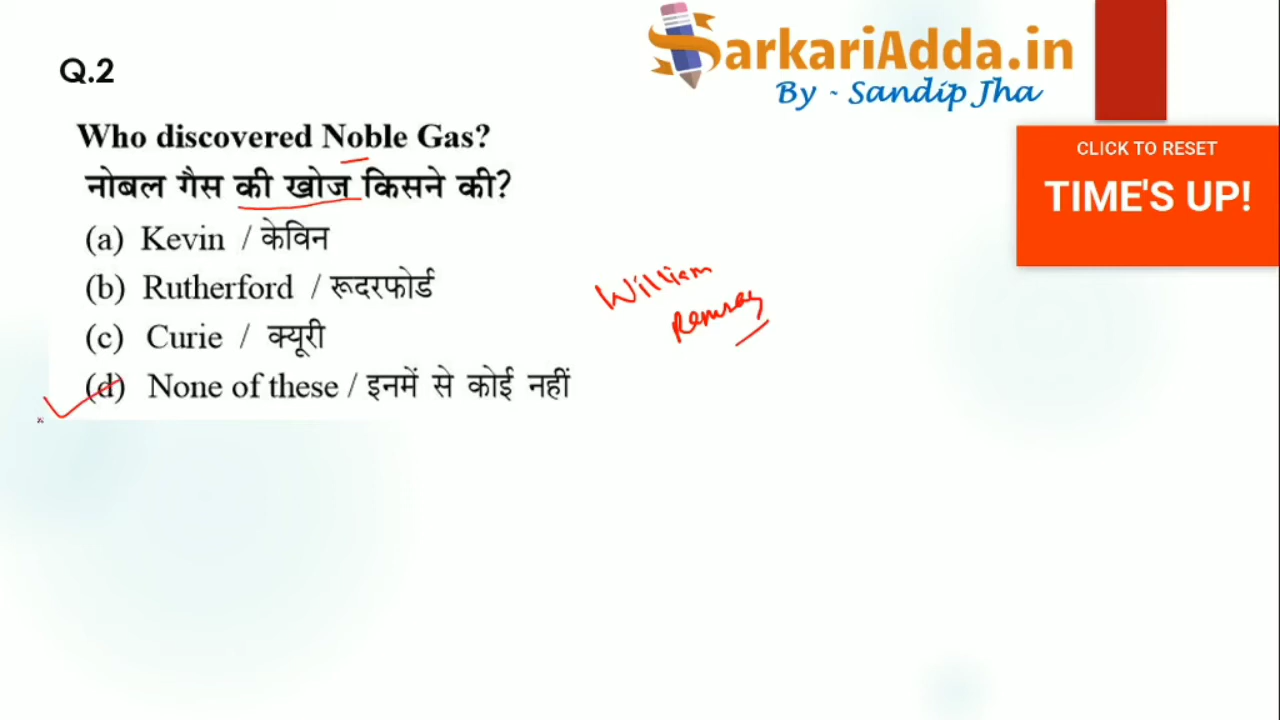 SarkariAdda.in
By - Sandip Jha
Q.2
CLICK TO RESET
TIME'S UP!
Who discovered Noble Gas?
नोबल गैस की खोज किसने की?
(a) Kevin / केविन
(b) Rutherford / रूदरफोर्ड
(c) Curie / क्यूरी
(d) None of these / इनमें से कोई नहीं
William
Remsay